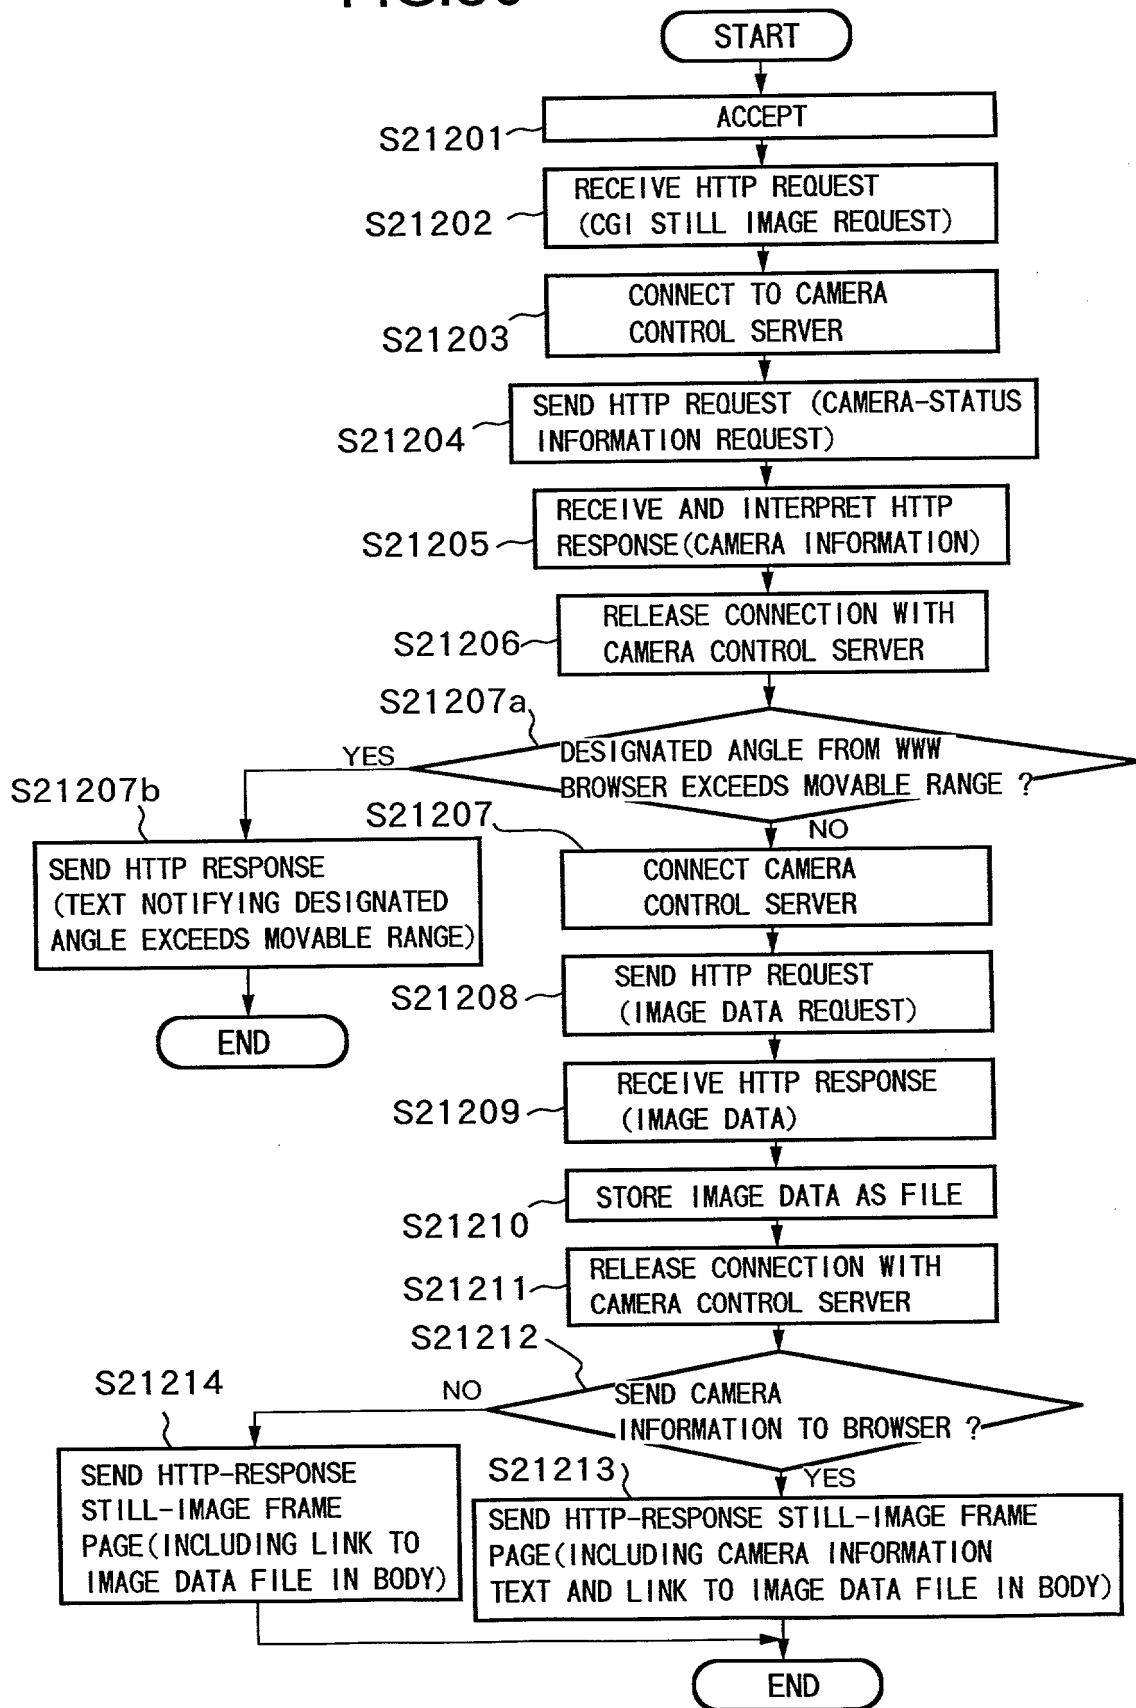 START
ACCEPT
S21201
RECEIVE HTTP REQUEST
(CGI STILL IMAGE REQUEST)
S21202
CONNECT TO CAMERA
CONTROL SERVER
S21203
SEND HTTP REQUEST (CAMERA-STATUS
INFORMATION REQUEST)
S21204
RECEIVE AND INTERPRET HTTP
RESPONSE(CAMERA INFORMATION)
S21205
RELEASE CONNECTION WITH
CAMERA CONTROL SERVER
S21206
S21207a
DESIGNATED ANGLE FROM WWW
BROWSER EXCEEDS MOVABLE RANGE ?
YES
NO
S21207b
SEND HTTP RESPONSE
(TEXT NOTIFYING DESIGNATED
ANGLE EXCEEDS MOVABLE RANGE)
END
S21207
CONNECT CAMERA
CONTROL SERVER
SEND HTTP REQUEST
(IMAGE DATA REQUEST)
S21208
RECEIVE HTTP RESPONSE
(IMAGE DATA)
S21209
STORE IMAGE DATA AS FILE
S21210
RELEASE CONNECTION WITH
CAMERA CONTROL SERVER
S21211
S21212
SEND CAMERA
INFORMATION TO BROWSER ?
NO
YES
S21214
SEND HTTP-RESPONSE
STILL-IMAGE FRAME
PAGE(INCLUDING LINK TO
IMAGE DATA FILE IN BODY)
S21213
SEND HTTP-RESPONSE STILL-IMAGE FRAME
PAGE(INCLUDING CAMERA INFORMATION
TEXT AND LINK TO IMAGE DATA FILE IN BODY)
END